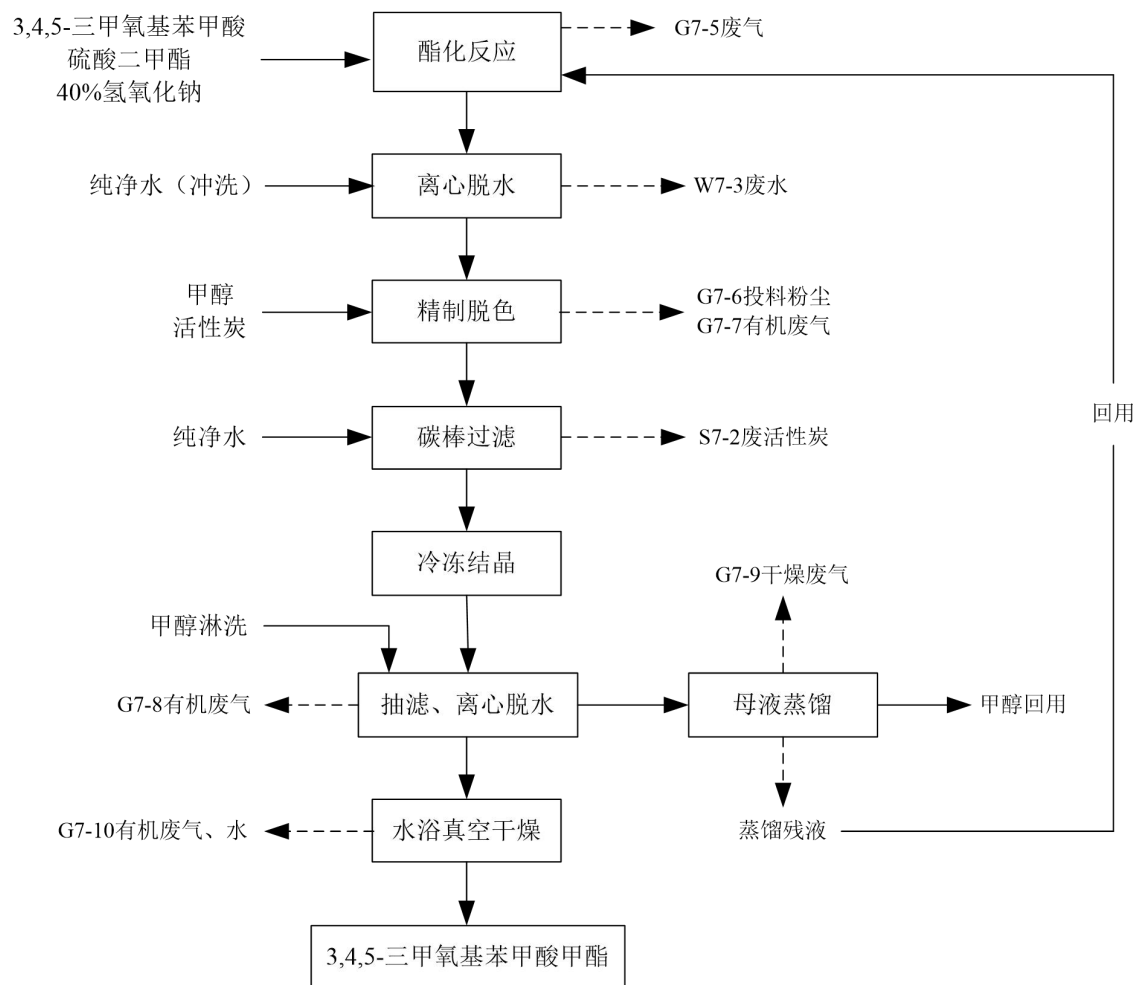 3,4,5-三甲氧基苯甲酸
硫酸二甲酯
40%氢氧化钠
酯化反应
G7-5废气
纯净水（冲洗）
离心脱水
W7-3废水
甲醇
活性炭
精制脱色
G7-6投料粉尘
G7-7有机废气
回用
纯净水
碳棒过滤
S7-2废活性炭
冷冻结晶
G7-9干燥废气
甲醇淋洗
G7-8有机废气
抽滤、离心脱水
母液蒸馏
甲醇回用
G7-10有机废气、水
水浴真空干燥
蒸馏残液
3,4,5-三甲氧基苯甲酸甲酯